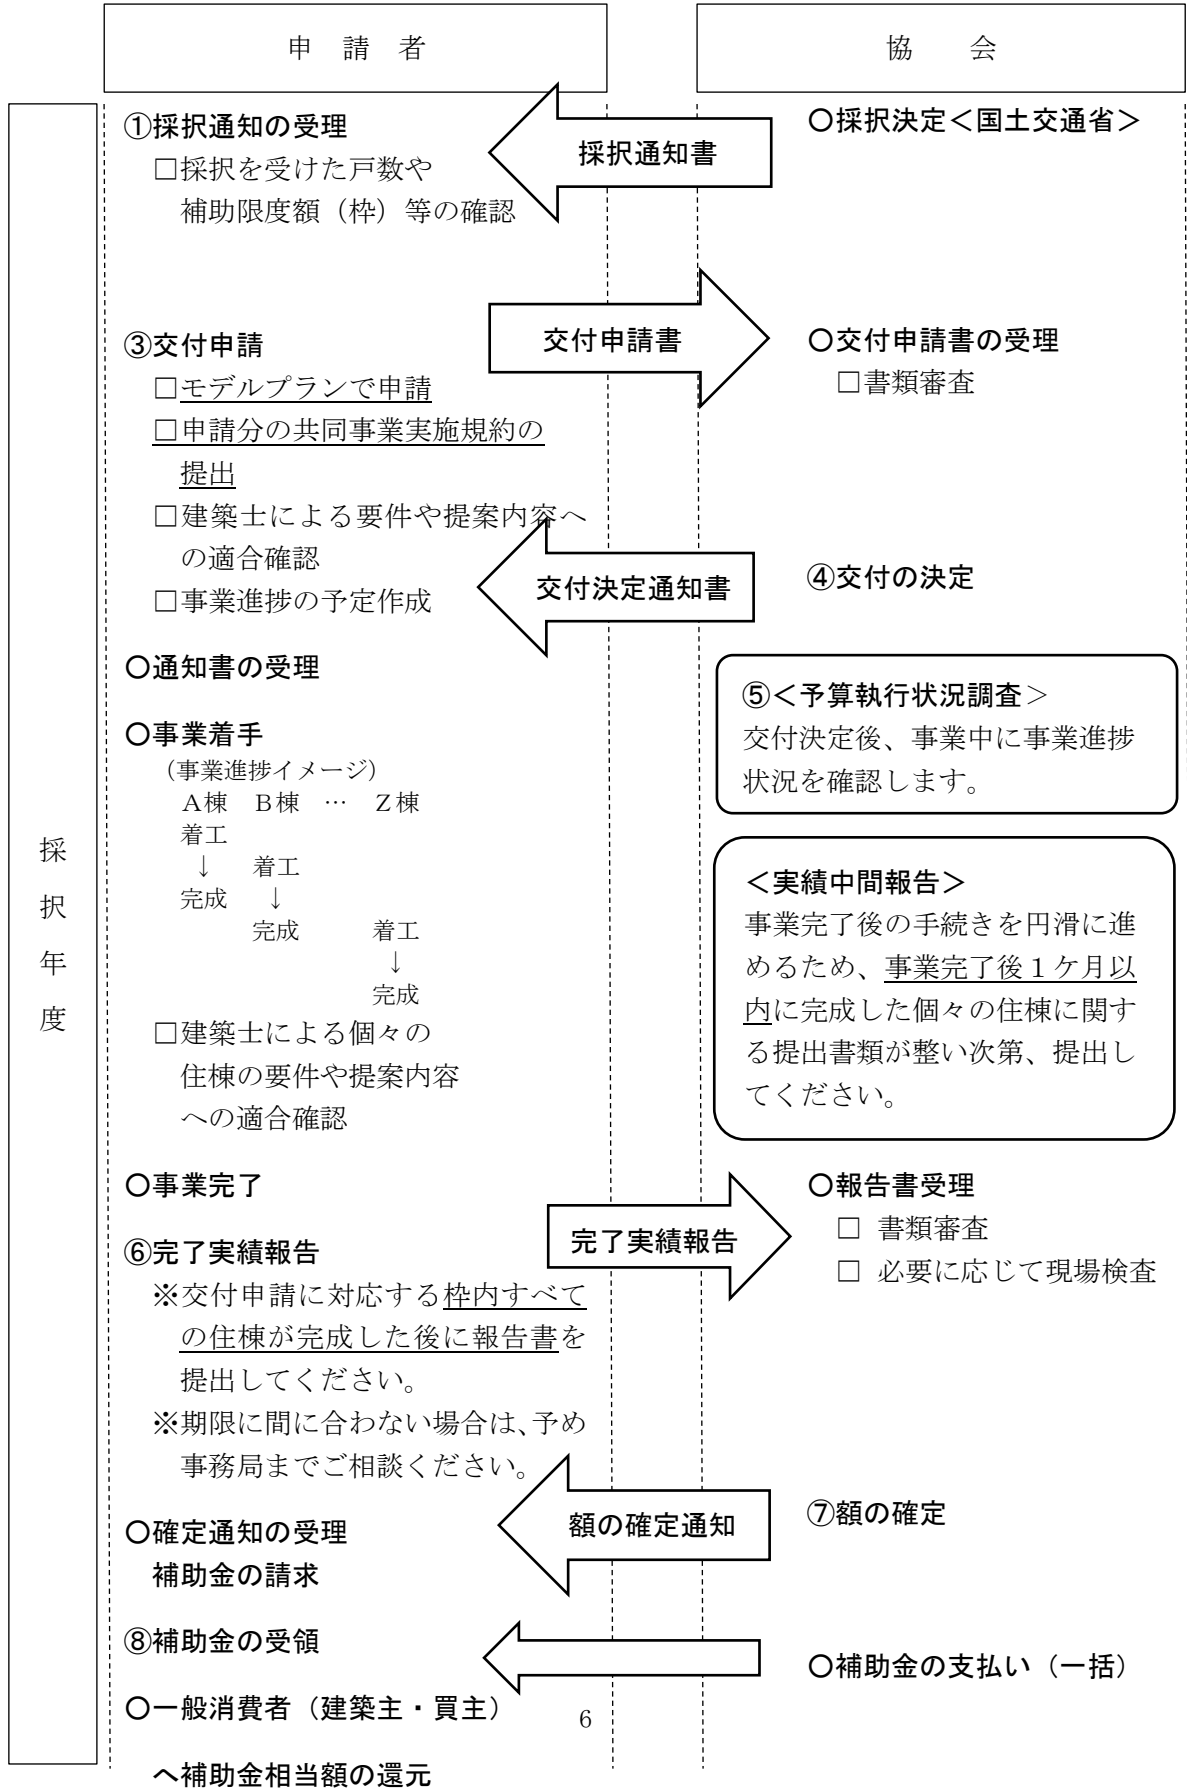 申　請　者
協　　会
採択年度
①採択通知の受理
□採択を受けた戸数や
補助限度額（枠）等の確認
採択通知書
〇採択決定＜国土交通省＞
③交付申請
□モデルプランで申請
□申請分の共同事業実施規約の
提出
□建築士による要件や提案内容へ
の適合確認
□事業進捗の予定作成
交付申請書
〇交付申請書の受理
□書類審査
交付決定通知書
④交付の決定
〇通知書の受理
〇事業着手
（事業進捗イメージ）
Ａ棟　Ｂ棟　…　Ｚ棟
着工
↓　着工
完成　↓
完成　着工
↓
完成
□建築士による個々の
住棟の要件や提案内容
への適合確認
⑤＜予算執行状況調査＞
交付決定後、事業中に事業進捗
状況を確認します。
＜実績中間報告＞
事業完了後の手続きを円滑に進
めるため、事業完了後１ケ月以
内に完成した個々の住棟に関す
る提出書類が整い次第、提出し
てください。
〇事業完了
⑥完了実績報告
※交付申請に対応する枠内すべて
の住棟が完成した後に報告書を
提出してください。
※期限に間に合わない場合は、予め
事務局までご相談ください。
完了実績報告
〇報告書受理
□ 書類審査
□ 必要に応じて現場検査
額の確定通知
⑦額の確定
〇確定通知の受理
補助金の請求
⑧補助金の受領
〇補助金の支払い（一括）
〇一般消費者（建築主・買主）
へ補助金相当額の還元
6